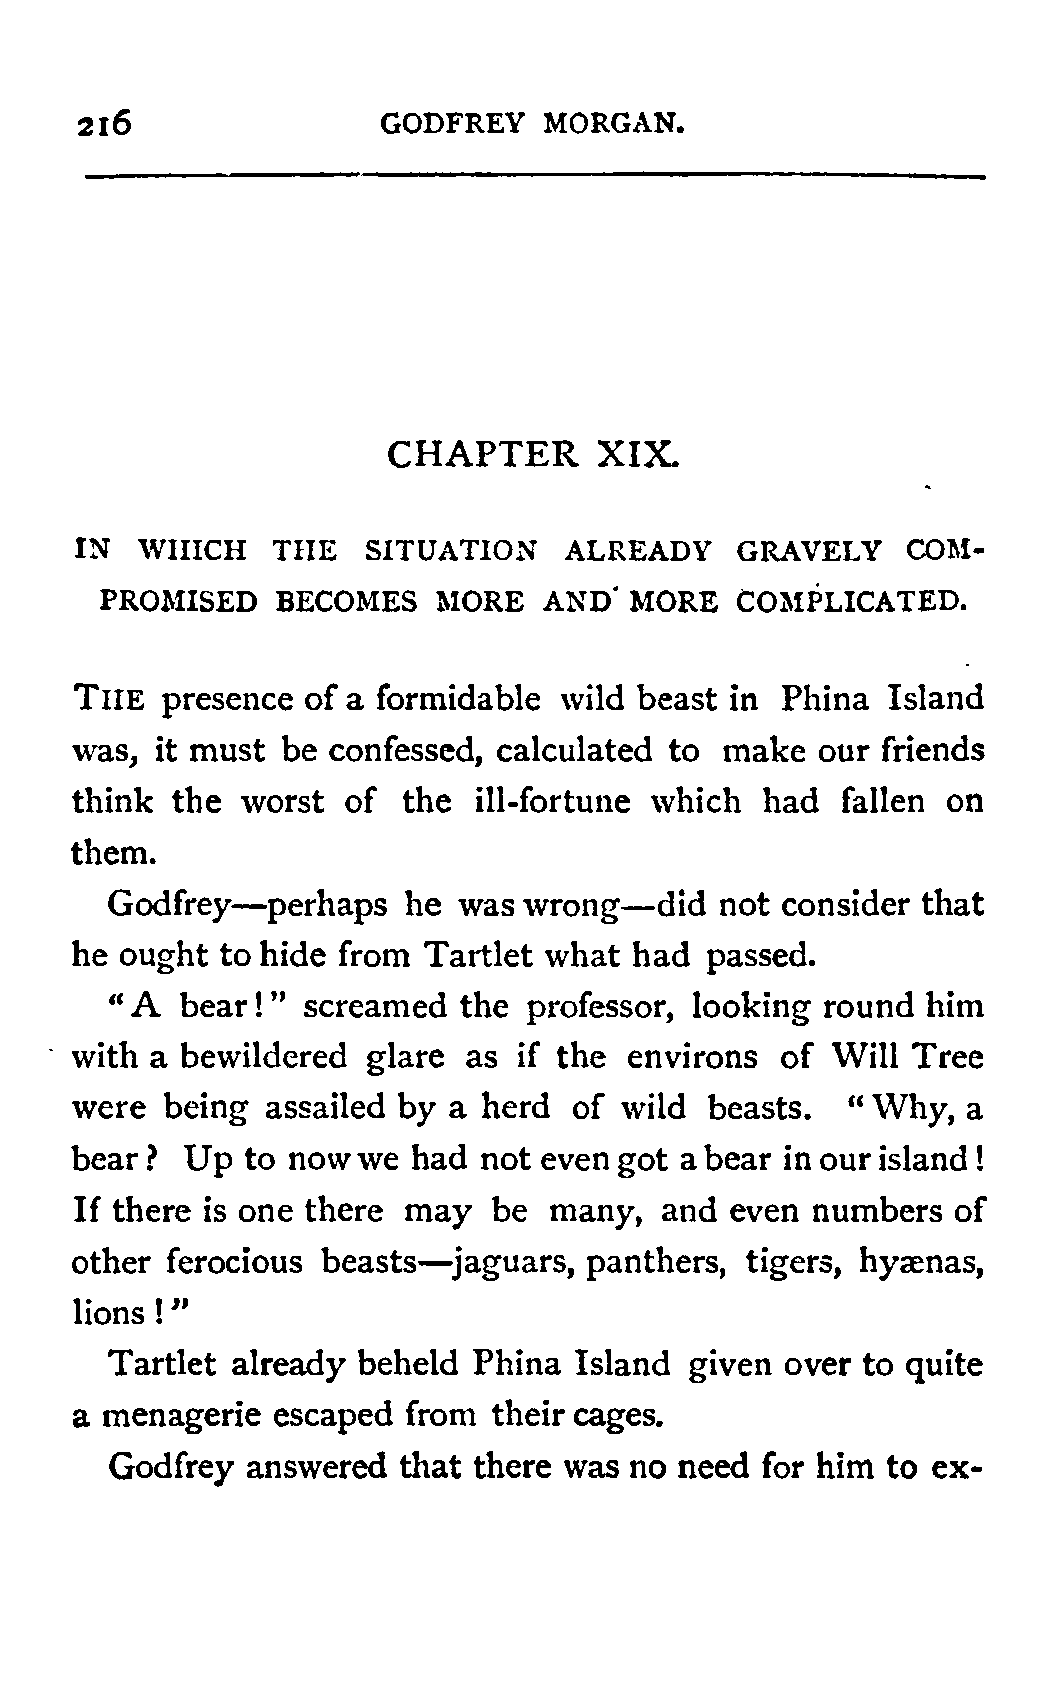 216 GODFREY MORGAN.
CHAPTER XIX.
IN WHICH THE SITUATION ALREADY GRAVELY COM-
PROMISED BECOMES MORE AND MORE COMPLICATED.
THE presence of a formidable wild beast in Phina Island
was, it must be confessed, calculated to make our friends
think the worst of the ill-fortune which had fallen on
them.
Godfrey—perhaps he was wrong—did not consider that
he ought to hide from Tartlet what had passed.
“A bear!” screamed the professor, looking round him
with a bewildered glare as if the environs of Will Tree
were being assailed by a herd of wild beasts. “Why, a
bear? Up to now we had not even got a bear in our island!
If there is one there may be many, and even numbers of
other ferocious beasts—jaguars, panthers, tigers, hyænas,
lions!”
Tartlet already beheld Phina Island given over to quite
a menagerie escaped from their cages.
Godfrey answered that there was no need for him to ex-